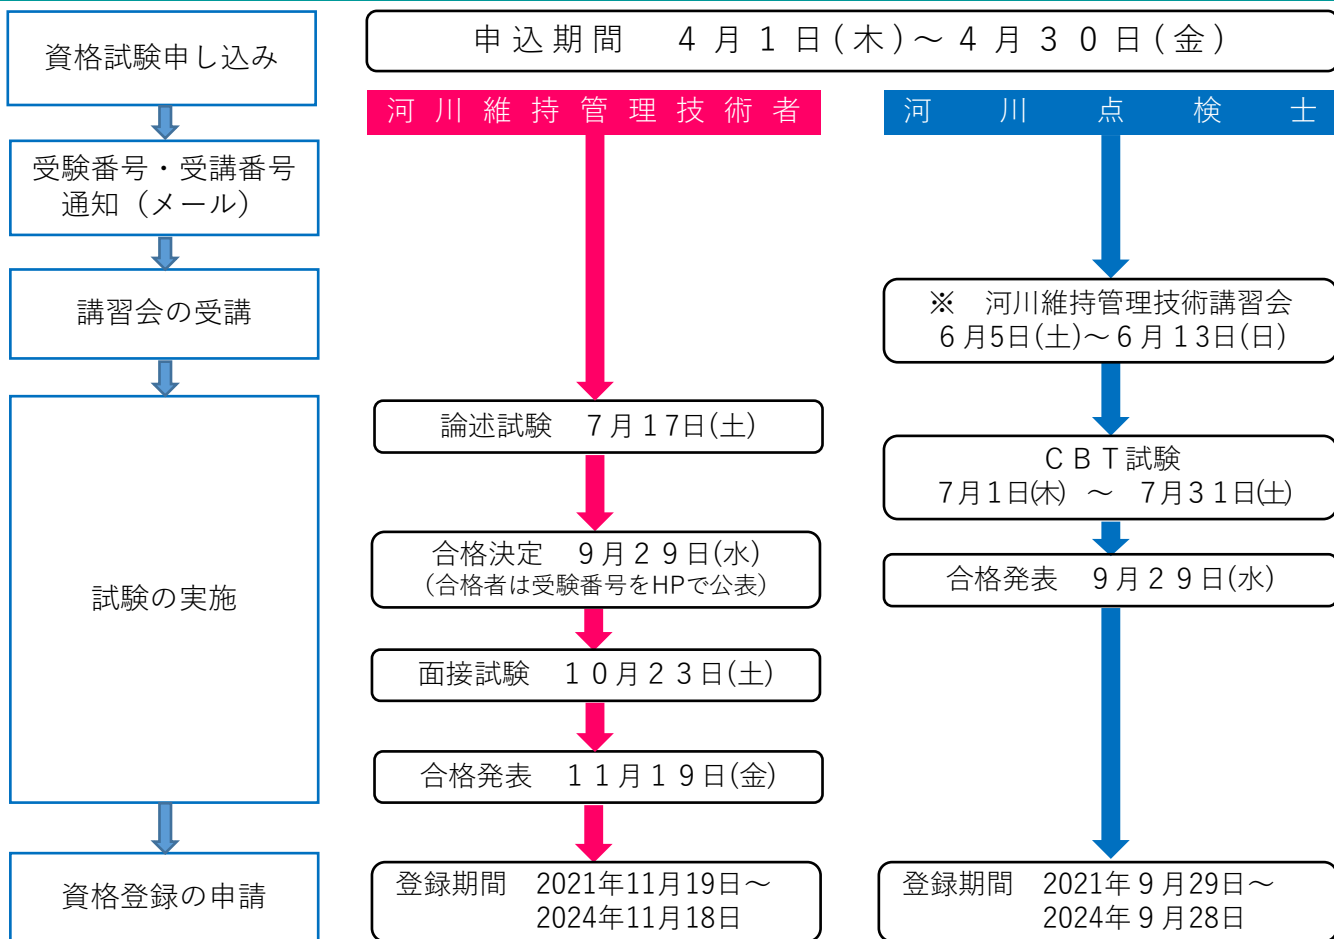 資格試験申し込み
申込期間　４月１日(木)～４月３０日(金)
河川維持管理技術者
河川点検士
受験番号・受講番号
通知（メール）
講習会の受講
※　河川維持管理技術講習会
６月5日(土)～６月１3日(日)
論述試験　７月１7日(土)
ＣＢＴ試験
７月1日(木)　～　７月３１日(土)
試験の実施
合格決定　９月２９日(水)
(合格者は受験番号をHPで公表)
合格発表　９月２９日(水)
面接試験　１０月２３日(土)
合格発表　１１月１９日(金)
資格登録の申請
登録期間　2021年11月19日～
2024年11月18日
登録期間　2021年９月29日～
2024年９月28日